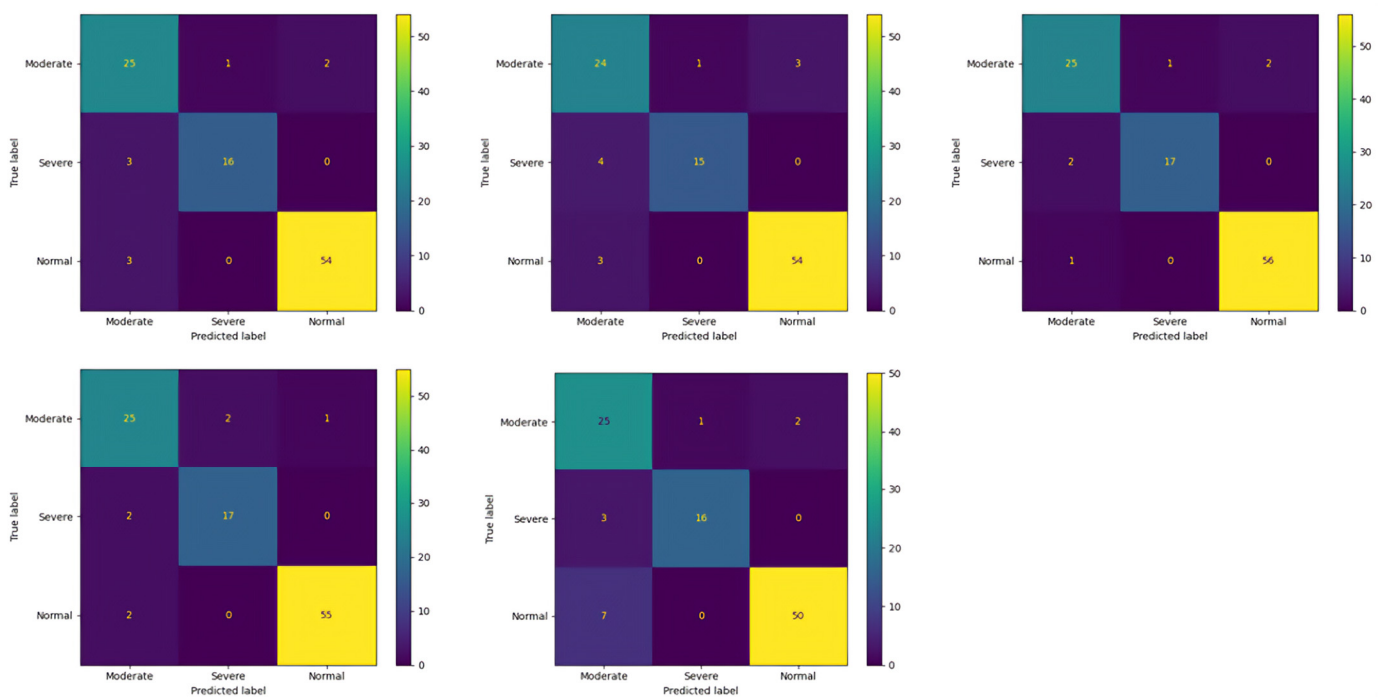 Moderate 25 1 2
Severe 3 16 0
Normal 3 0 54
Moderate Severe Normal
Predicted label
True label
50
40
30
20
10
0
Moderate 24 1 3
Severe 4 15 0
Normal 3 0 54
Moderate Severe Normal
Predicted label
True label
50
40
30
20
10
0
Moderate 25 1 2
Severe 2 17 0
Normal 1 0 56
Moderate Severe Normal
Predicted label
True label
50
40
30
20
10
0
Moderate 25 2 1
Severe 2 17 0
Normal 2 0 55
Moderate Severe Normal
Predicted label
True label
50
40
30
20
10
0
Moderate 25 1 2
Severe 3 16 0
Normal 7 0 50
Moderate Severe Normal
Predicted label
True label
50
40
30
20
10
0